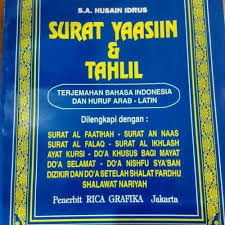 S.A. HUSAIN IDRUS
SURAT YAASIIN
&
TAHLIL
TERJEMAHAN BAHASA INDONESIA
DAN HURUF ARAB - LATIN
Dilengkapi dengan :
SURAT AL FAATIHAH - SURAT AN NAAS
SURAT AL FALAQ - SURAT AL IKHLASH
AYAT KURSI - DO'A KHUSUS BAGI MAYAT
DO'A SELAMAT - DO'A NISHFU SYA'BAN
DIZIKIR DAN DO'A SETELAH SHALAT FARDHU
SHALAWAT NARIYAH
Penerbit RICA GRAFIKA Jakarta